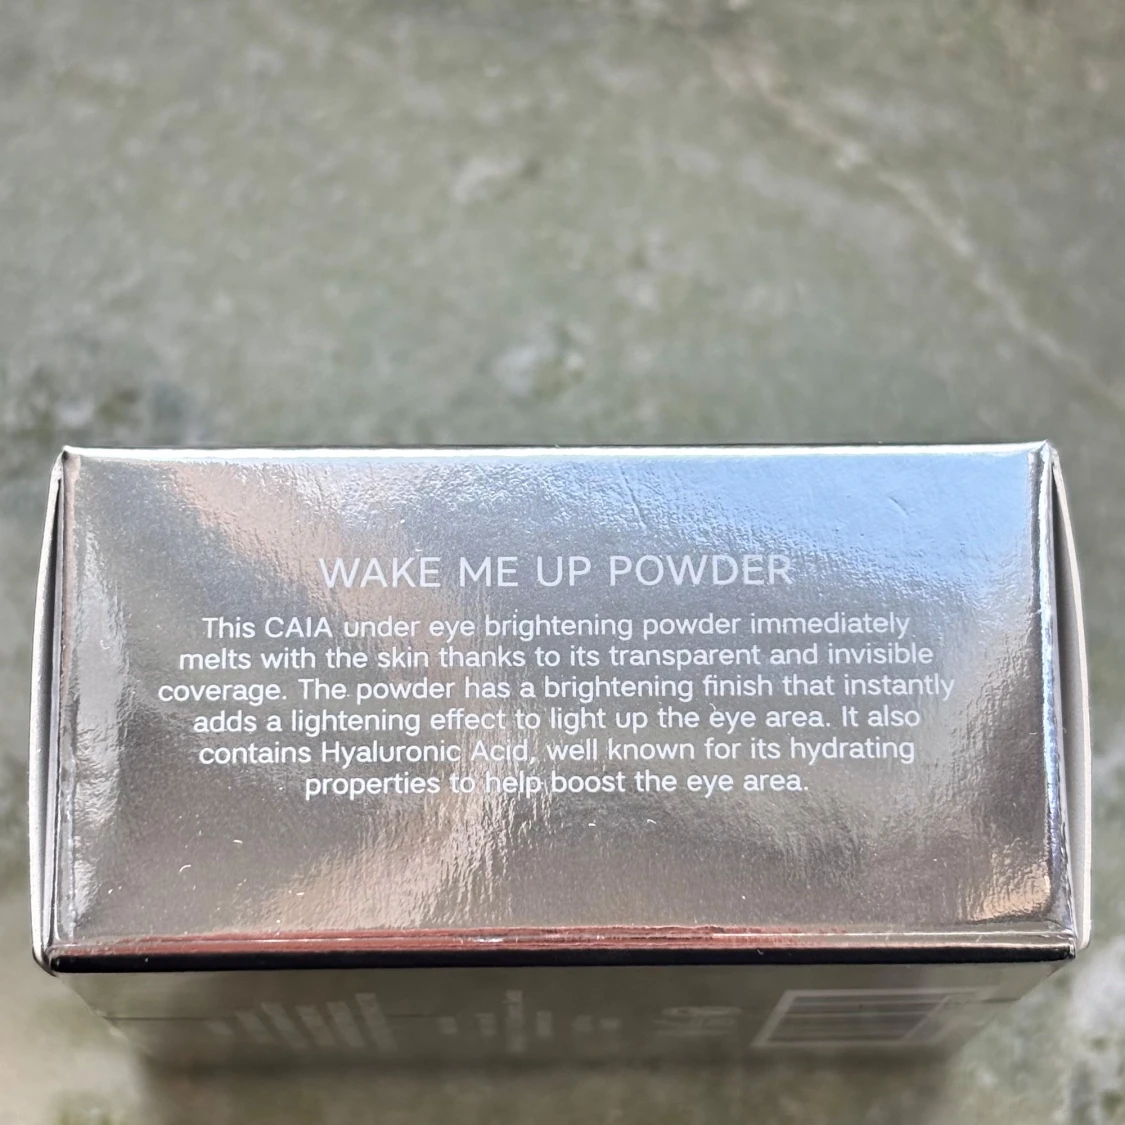 WAKE ME UP POWDER
This CAIA under eye brightening powder immediately
melts with the skin thanks to its transparent and invisible
coverage. The powder has a brightening finish that instantly
adds a lightening effect to light up the eye area. It also
contains Hyaluronic Acid, well known for its hydrating
properties to help boost the eye area.